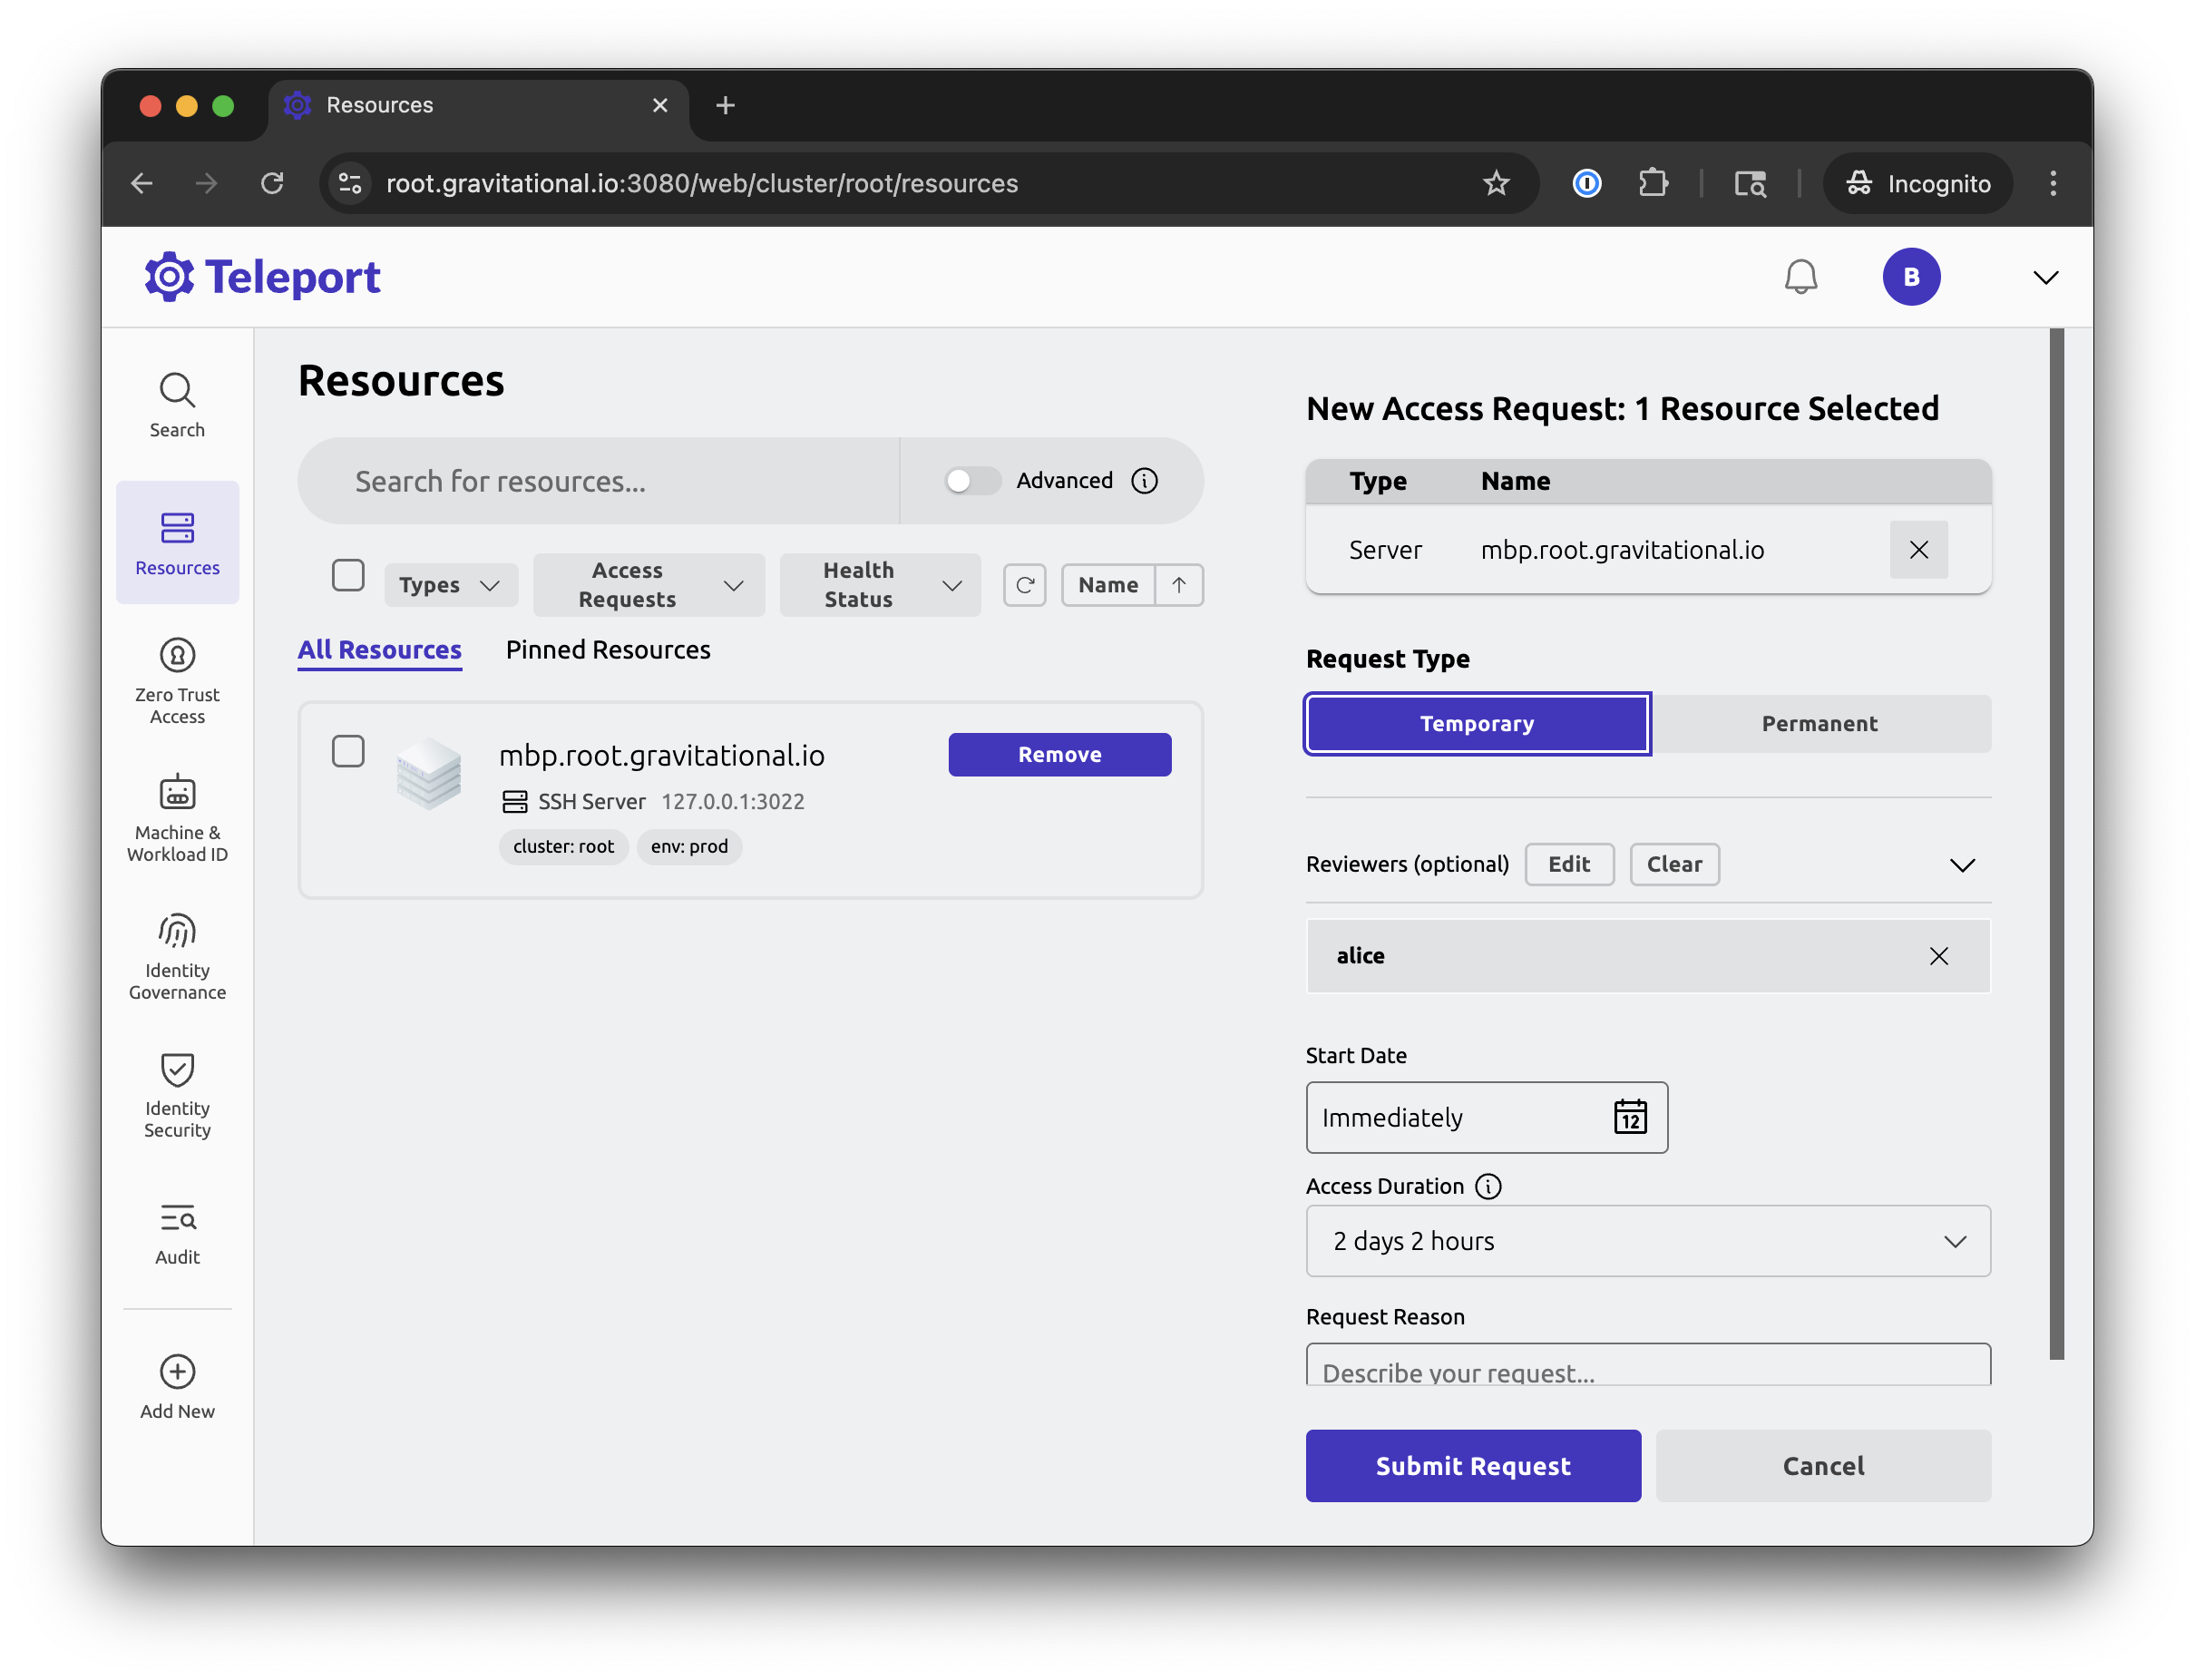 Resources
root.gravitational.io:3080/web/cluster/root/resources
Incognito
Teleport
B
Search
Resources
Zero Trust
Access
Machine &
Workload ID
Identity
Governance
Identity
Security
Audit
Add New
Resources
Search for resources...
Advanced
Types
Access
Requests
Health
Status
Name
All Resources
Pinned Resources
mbp.root.gravitational.io
Remove
SSH Server 127.0.0.1:3022
cluster: root
env: prod
New Access Request: 1 Resource Selected
Type Name
Server mbp.root.gravitational.io
Request Type
Temporary
Permanent
Reviewers (optional)
Edit
Clear
alice
Start Date
Immediately
12
Access Duration
2 days 2 hours
Request Reason
Describe your request...
Submit Request
Cancel